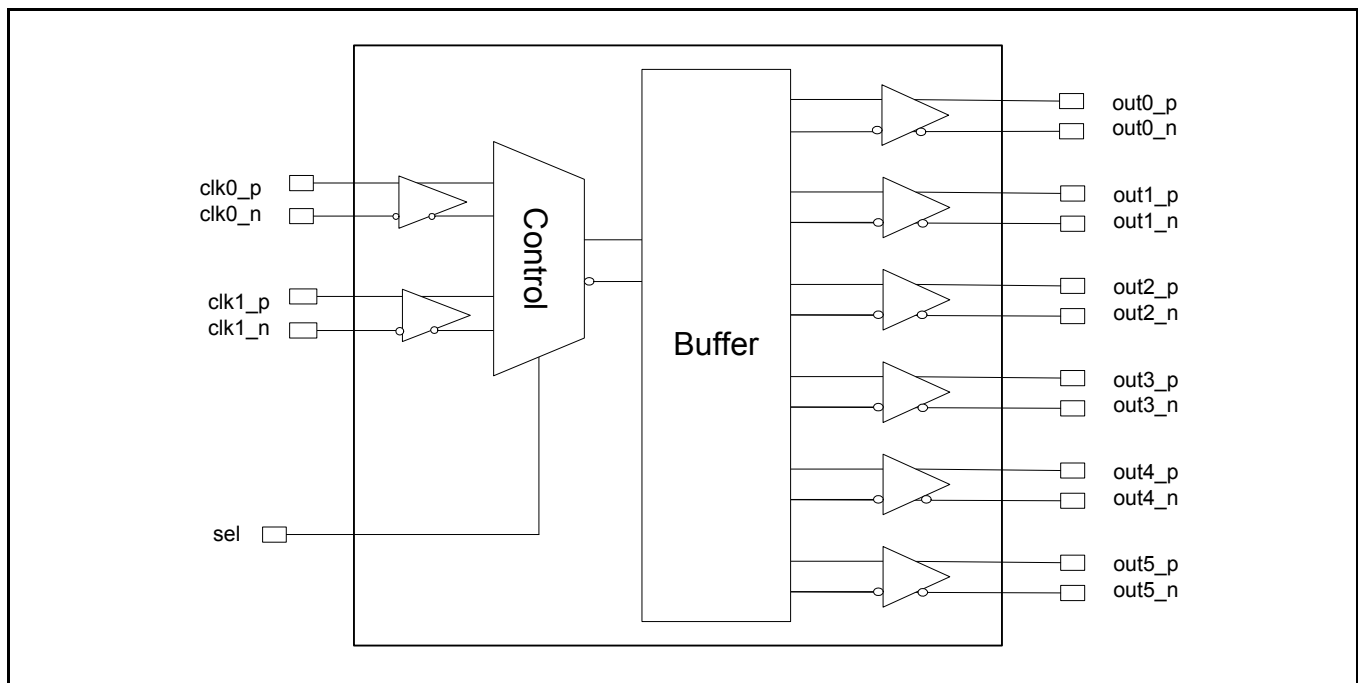 clk0_p
clk0_n
clk1_p
clk1_n
sel
Control
Buffer
out0_p
out0_n
out1_p
out1_n
out2_p
out2_n
out3_p
out3_n
out4_p
out4_n
out5_p
out5_n